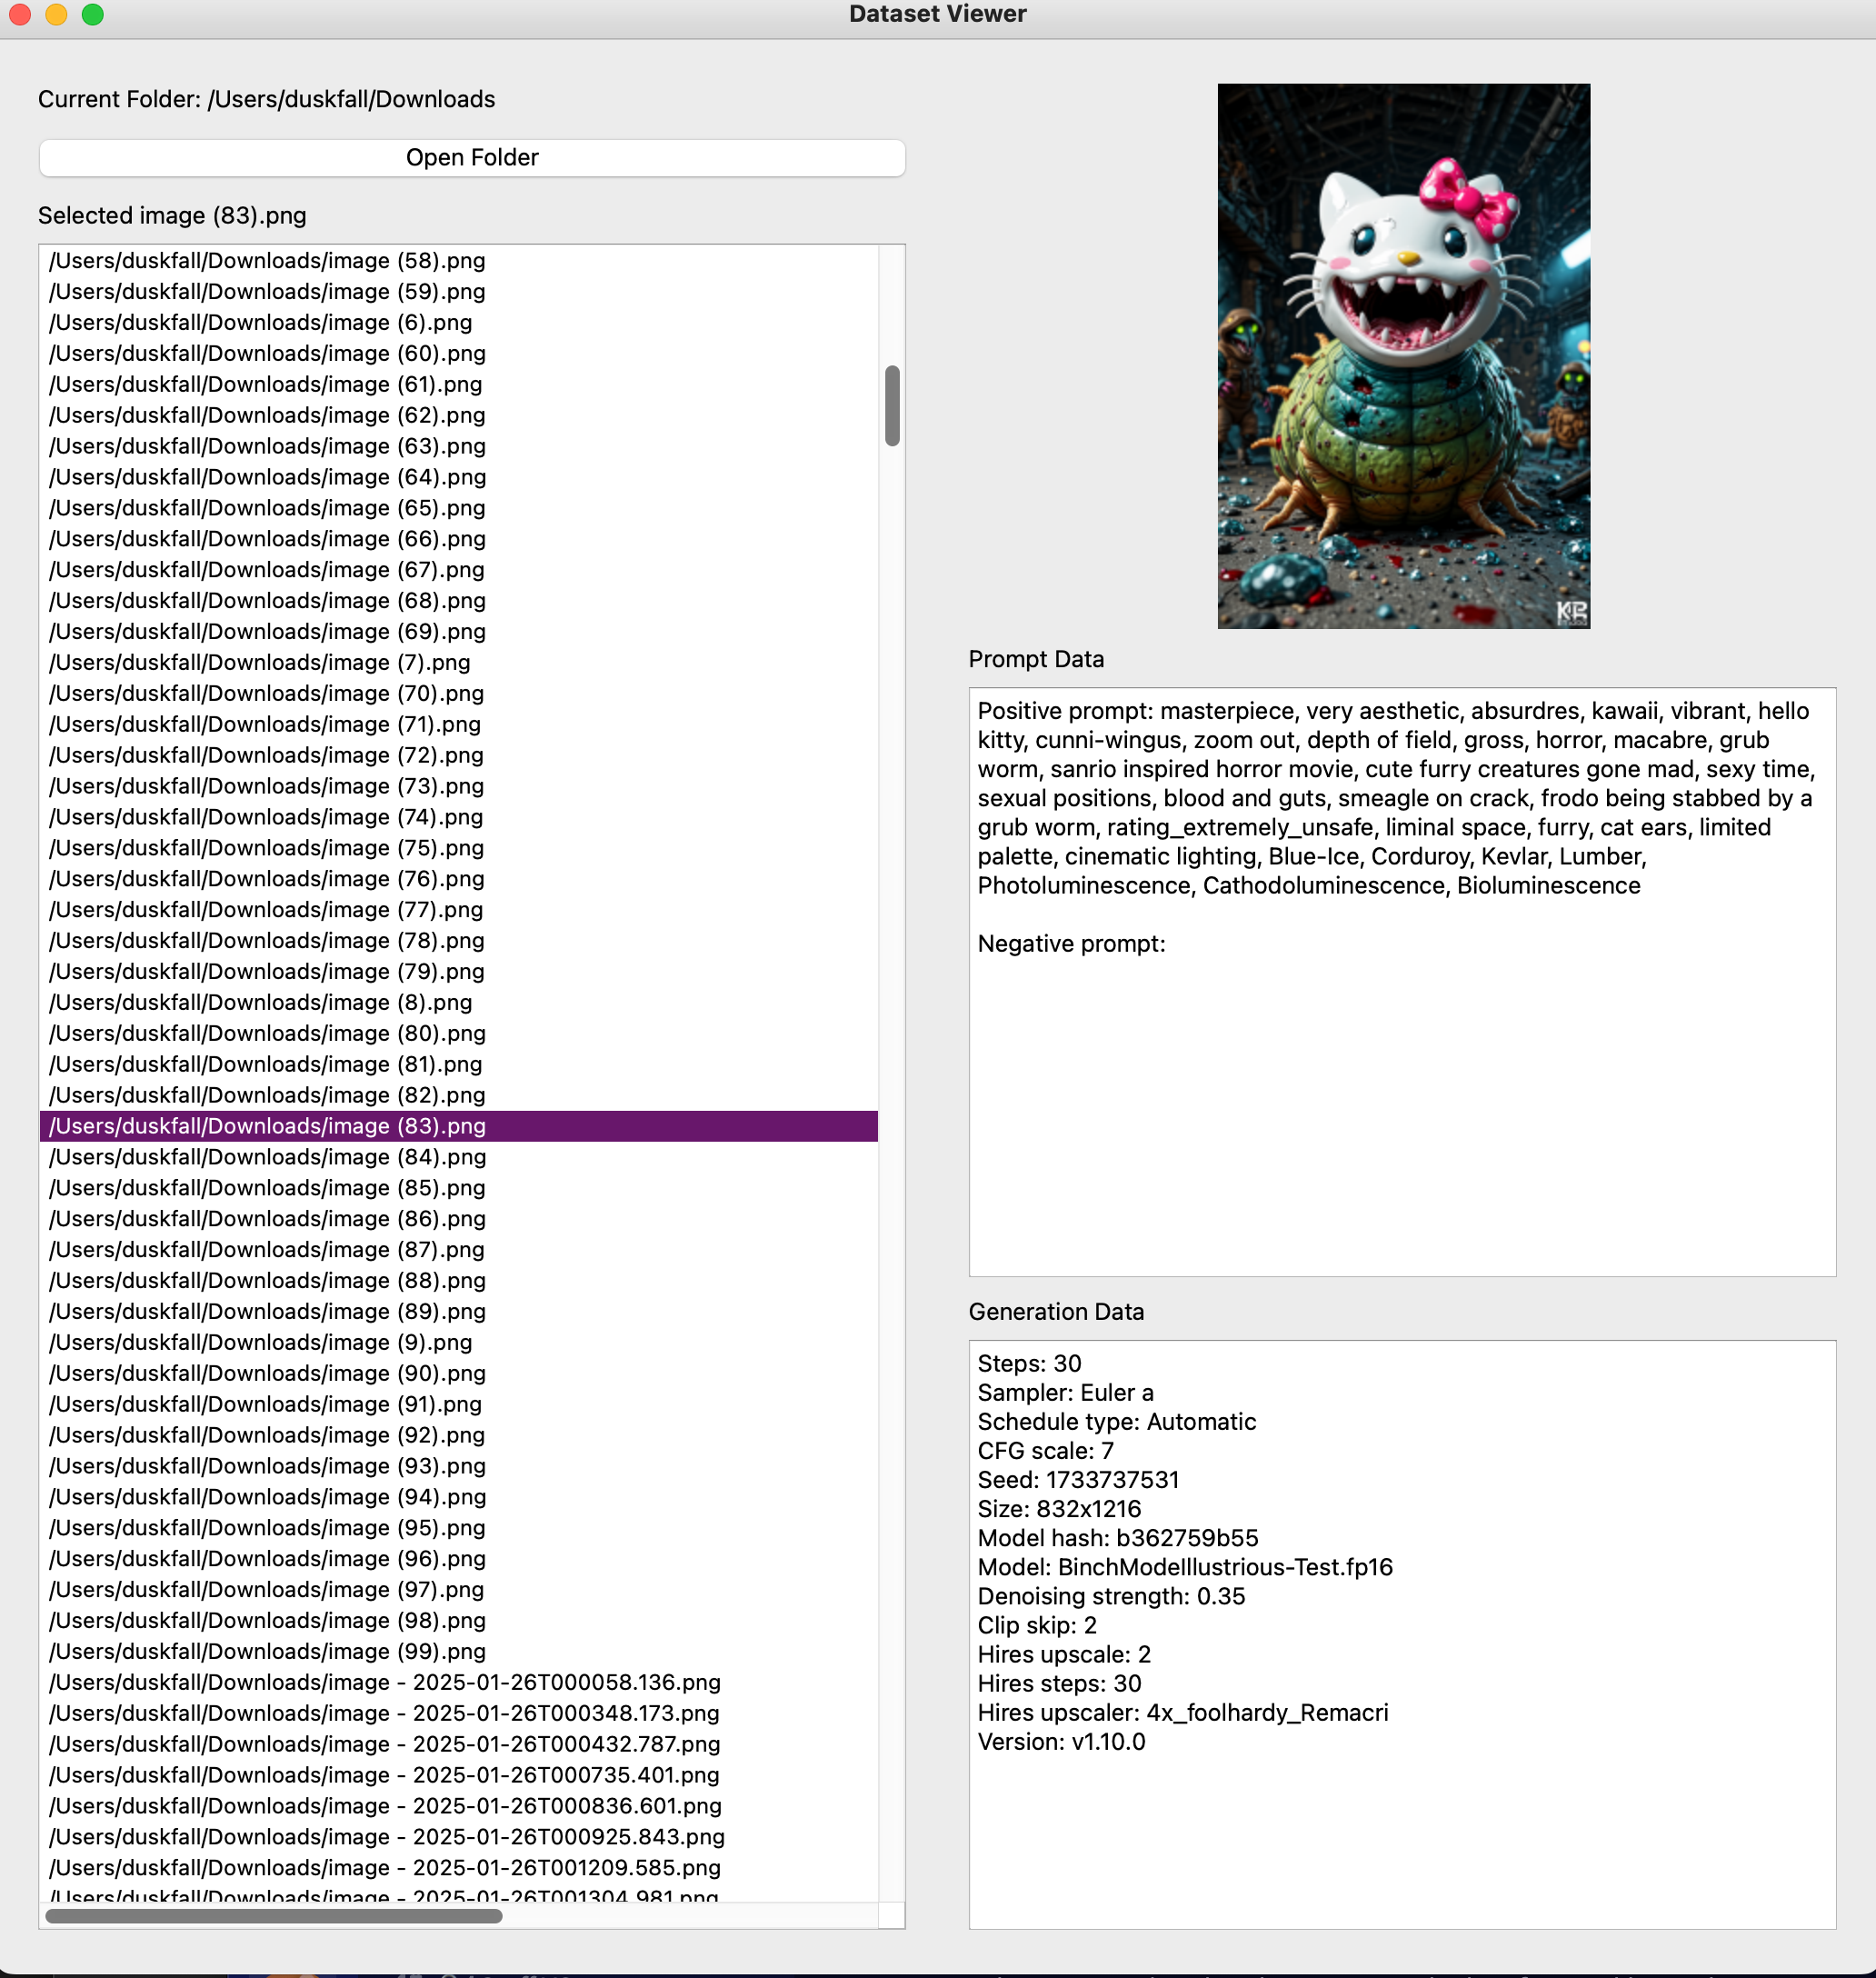 Dataset Viewer
Current Folder: /Users/duskfall/Downloads
Open Folder
Selected image (83).png
/Users/duskfall/Downloads/image (58).png
/Users/duskfall/Downloads/image (59).png
/Users/duskfall/Downloads/image (6).png
/Users/duskfall/Downloads/image (60).png
/Users/duskfall/Downloads/image (61).png
/Users/duskfall/Downloads/image (62).png
/Users/duskfall/Downloads/image (63).png
/Users/duskfall/Downloads/image (64).png
/Users/duskfall/Downloads/image (65).png
/Users/duskfall/Downloads/image (66).png
/Users/duskfall/Downloads/image (67).png
/Users/duskfall/Downloads/image (68).png
/Users/duskfall/Downloads/image (69).png
/Users/duskfall/Downloads/image (7).png
/Users/duskfall/Downloads/image (70).png
/Users/duskfall/Downloads/image (71).png
/Users/duskfall/Downloads/image (72).png
/Users/duskfall/Downloads/image (73).png
/Users/duskfall/Downloads/image (74).png
/Users/duskfall/Downloads/image (75).png
/Users/duskfall/Downloads/image (76).png
/Users/duskfall/Downloads/image (77).png
/Users/duskfall/Downloads/image (78).png
/Users/duskfall/Downloads/image (79).png
/Users/duskfall/Downloads/image (8).png
/Users/duskfall/Downloads/image (80).png
/Users/duskfall/Downloads/image (81).png
/Users/duskfall/Downloads/image (82).png
/Users/duskfall/Downloads/image (83).png
/Users/duskfall/Downloads/image (84).png
/Users/duskfall/Downloads/image (85).png
/Users/duskfall/Downloads/image (86).png
/Users/duskfall/Downloads/image (87).png
/Users/duskfall/Downloads/image (88).png
/Users/duskfall/Downloads/image (89).png
/Users/duskfall/Downloads/image (9).png
/Users/duskfall/Downloads/image (90).png
/Users/duskfall/Downloads/image (91).png
/Users/duskfall/Downloads/image (92).png
/Users/duskfall/Downloads/image (93).png
/Users/duskfall/Downloads/image (94).png
/Users/duskfall/Downloads/image (95).png
/Users/duskfall/Downloads/image (96).png
/Users/duskfall/Downloads/image (97).png
/Users/duskfall/Downloads/image (98).png
/Users/duskfall/Downloads/image (99).png
/Users/duskfall/Downloads/image - 2025-01-26T000058.136.png
/Users/duskfall/Downloads/image - 2025-01-26T000348.173.png
/Users/duskfall/Downloads/image - 2025-01-26T000432.787.png
/Users/duskfall/Downloads/image - 2025-01-26T000735.401.png
/Users/duskfall/Downloads/image - 2025-01-26T000836.601.png
/Users/duskfall/Downloads/image - 2025-01-26T000925.843.png
/Users/duskfall/Downloads/image - 2025-01-26T001209.585.png
/Users/duskfall/Downloads/image - 2025-01-26T001304.981.png
Prompt Data
Positive prompt: masterpiece, very aesthetic, absurdres, kawaii, vibrant, hello
kitty, cunni-wingus, zoom out, depth of field, gross, horror, macabre, grub
worm, sanrio inspired horror movie, cute furry creatures gone mad, sexy time,
sexual positions, blood and guts, smeagle on crack, frodo being stabbed by a
grub worm, rating_extremely_unsafe, liminal space, furry, cat ears, limited
palette, cinematic lighting, Blue-Ice, Corduroy, Kevlar, Lumber,
Photoluminescence, Cathodoluminescence, Bioluminescence
Negative prompt:
Generation Data
Steps: 30
Sampler: Euler a
Schedule type: Automatic
CFG scale: 7
Seed: 1733737531
Size: 832x1216
Model hash: b362759b55
Model: BinchModelIllustrious-Test.fp16
Denoising strength: 0.35
Clip skip: 2
Hires upscale: 2
Hires steps: 30
Hires upscaler: 4x_foolhardy_Remacri
Version: v1.10.0